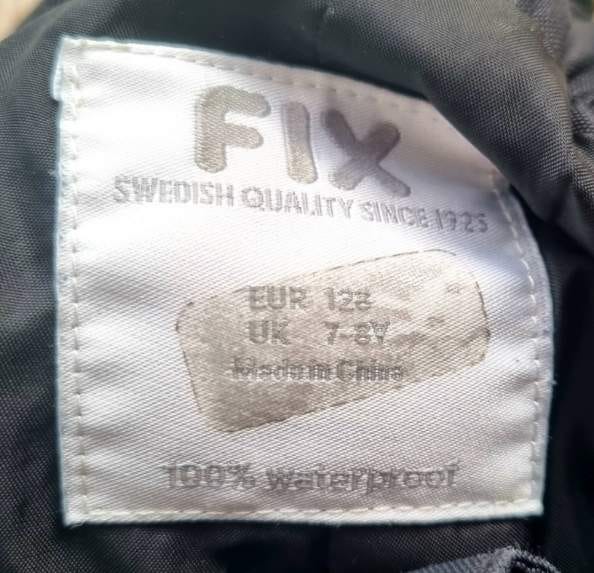 FIX
SWEDISH QUALITY SINCE 1925
EUR 128
UK 7-8Y
Made in China
100% waterproof